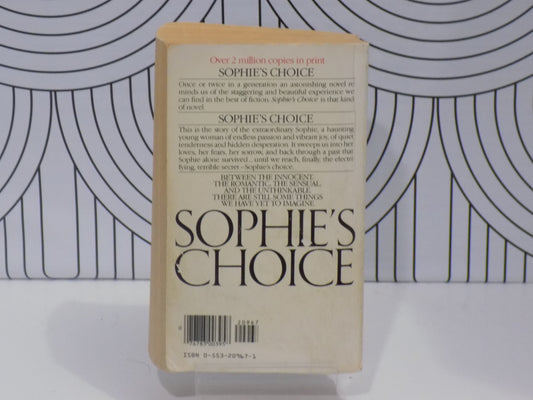 Over 2 million copies in print
SOPHIE'S CHOICE
Once or twice in a generation an astonishing novel re
minds us of the staggering and beautiful experience we
can find in the best of fiction. Sophie's Choice is that kind
of novel.
SOPHIE'S CHOICE
This is the story of the extraordinary Sophie, a haunting
young woman of endless passion and vibrant joy, of quiet
tenderness and hidden desperation. It sweeps us into her
loves, her fears, her sorrow, and back through a past that
Sophie alone survived... until we reach, finally, the electri
fying, terrible secret – Sophie's choice.
BETWEEN THE INNOCENT,
THE ROMANTIC, THE SENSUAL,
AND THE UNTHINKABLE
THERE ARE STILL SOME THINGS
WE HAVE YET TO IMAGINE.
SOPHIE'S
CHOICE
20967
0
76783 00395
ISBN 0-553-20967-1